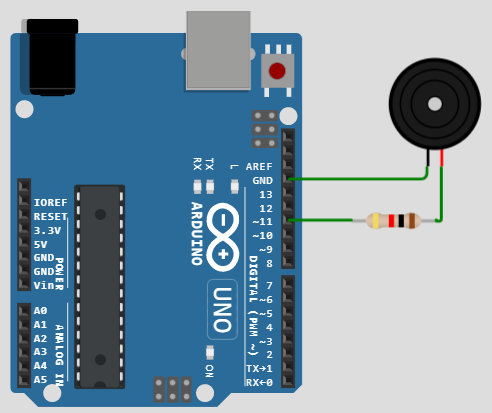 RX
TX
L
ARDUINO
UNO
ON
IOREF
RESET
3.3V
5V
GND
GND
Vin
POWER
A0
A1
A2
A3
A4
A5
ANALOG IN
AREF
GND
13
12
~11
~10
~9
8
7
~6
~5
4
~3
2
TX→1
RX←0
DIGITAL (PWM ~)